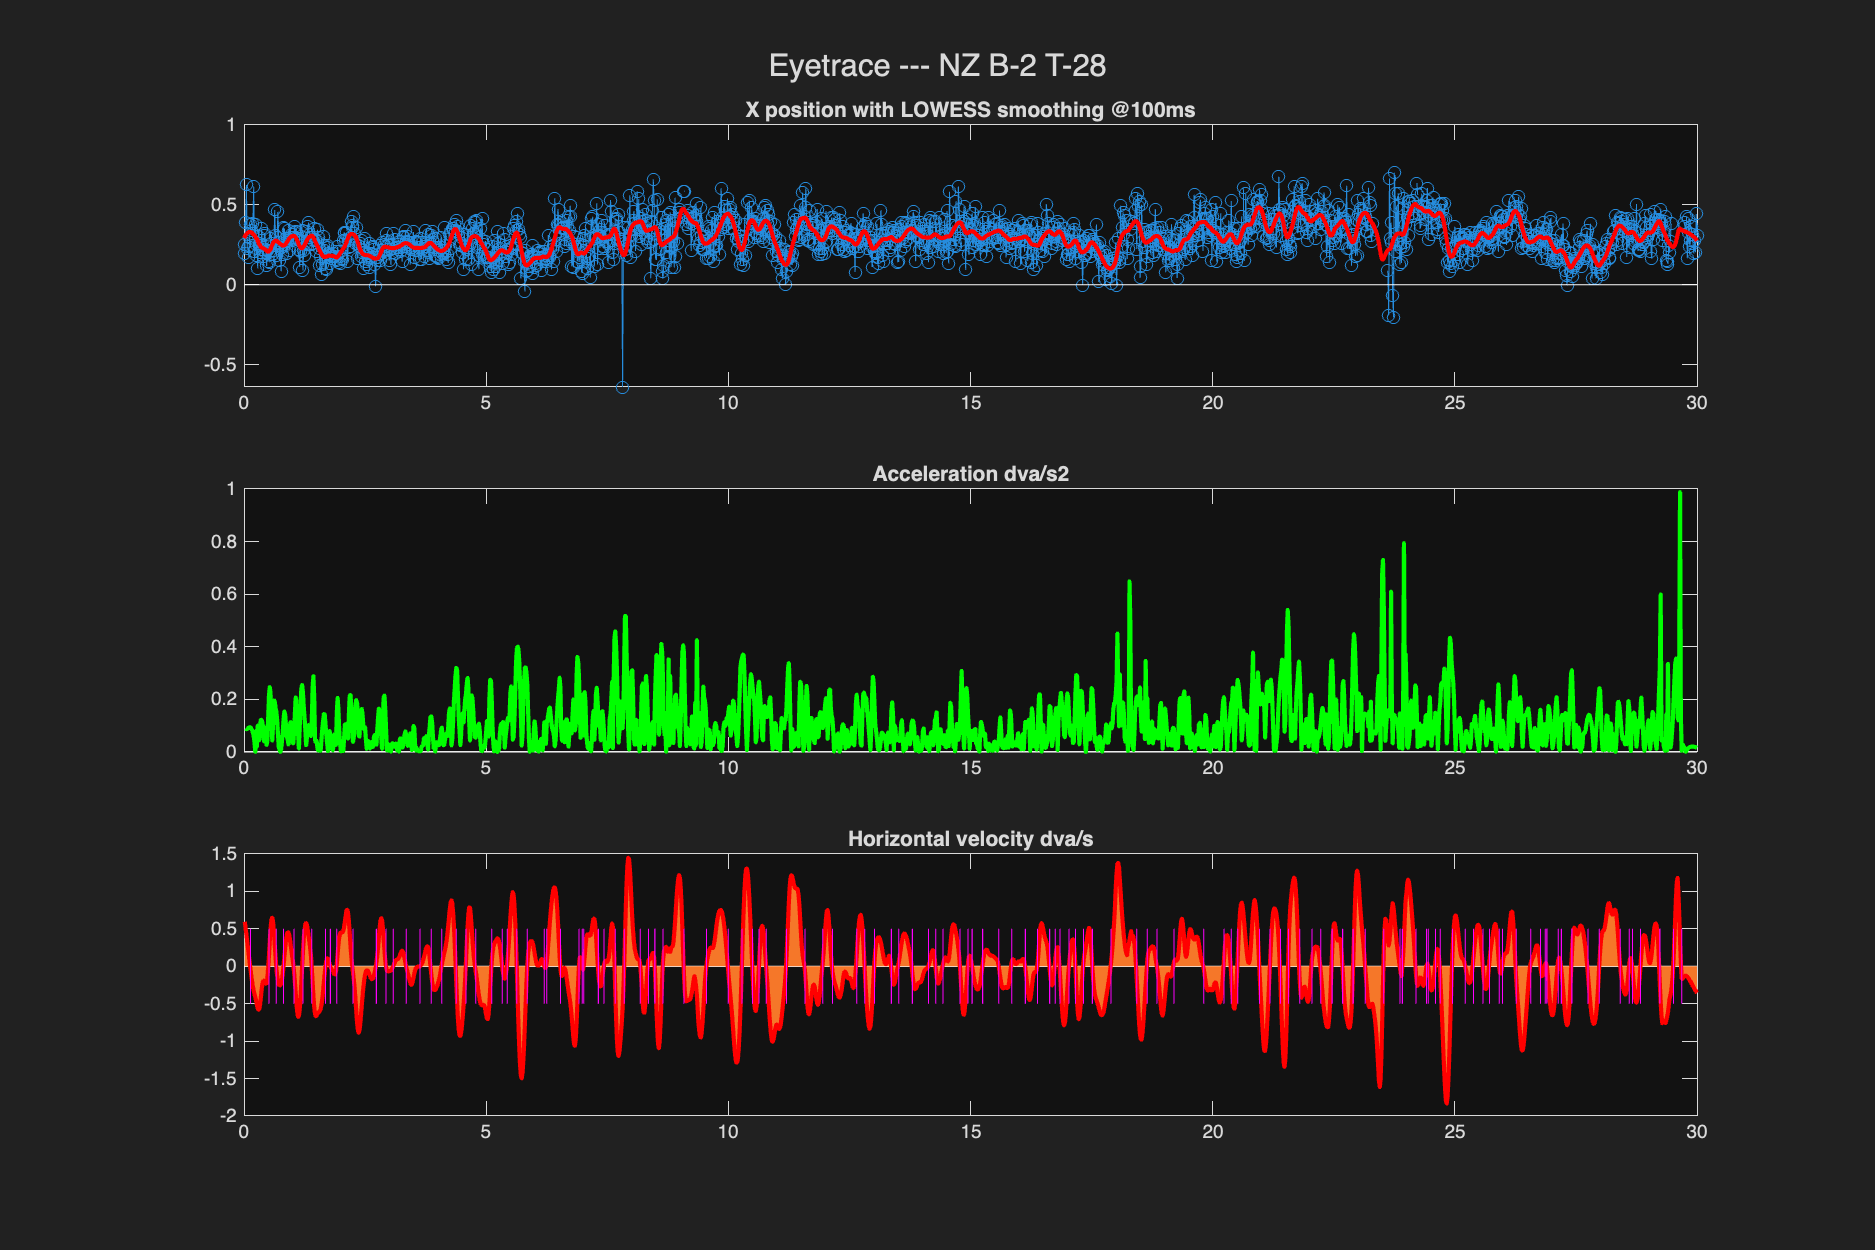 Eyetrace --- NZ B-2 T-28
X position with LOWESS smoothing @100ms
1
0.5
0
-0.5
0 5 10 15 20 25 30
Acceleration dva/s2
1
0.8
0.6
0.4
0.2
0
0 5 10 15 20 25 30
Horizontal velocity dva/s
1.5
1
0.5
0
-0.5
-1
-1.5
-2
0 5 10 15 20 25 30